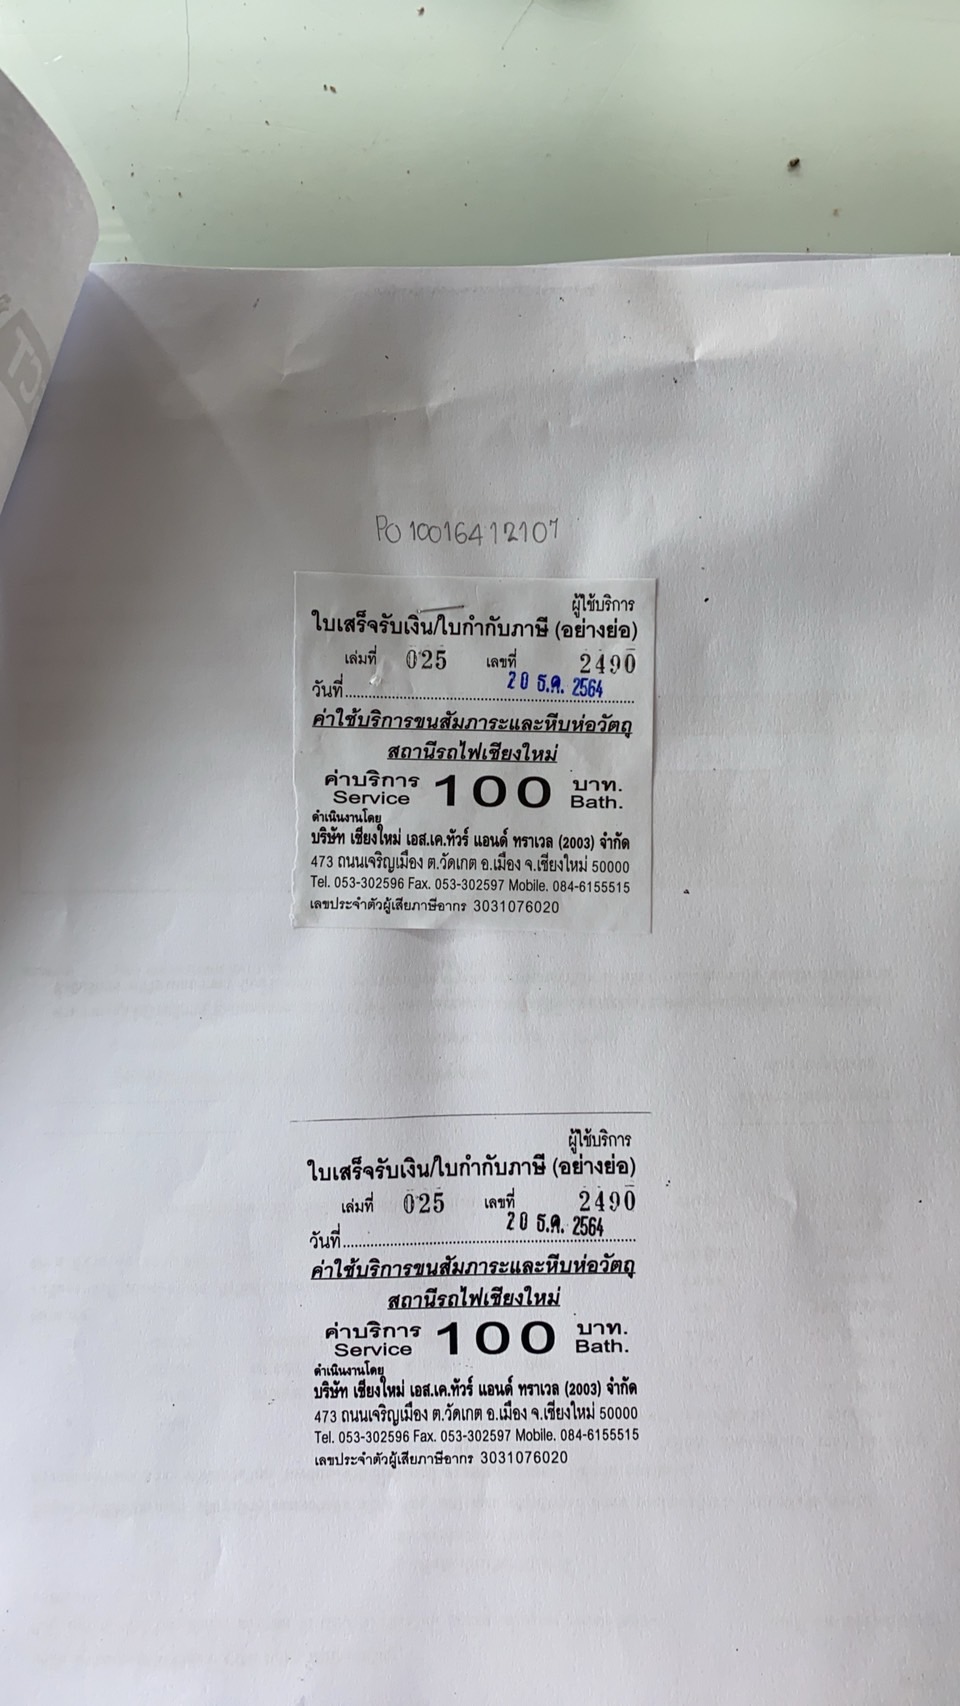 PO 10016412107
ผู้ใช้บริการ
ใบเสร็จรับเงิน/ใบกำกับภาษี (อย่างย่อ)
เล่มที่ 025 เลขที่ 2490
วันที่ 20 ธ.ค. 2564
ค่าใช้บริการขนสัมภาระและหีบห่อวัตถุ
สถานีรถไฟเชียงใหม่
ค่าบริการ 100 บาท.
Service Bath.
ดำเนินงานโดย
บริษัท เชียงใหม่ เอส.เค.ทัวร์ แอนด์ ทราเวล (2003) จำกัด
473 ถนนเจริญเมือง ต.วัดเกต อ.เมือง จ.เชียงใหม่ 50000
Tel. 053-302596 Fax. 053-302597 Mobile. 084-6155515
เลขประจำตัวผู้เสียภาษีอากร 3031076020
ผู้ใช้บริการ
ใบเสร็จรับเงิน/ใบกำกับภาษี (อย่างย่อ)
เล่มที่ 025 เลขที่ 2490
วันที่ 20 ธ.ค. 2564
ค่าใช้บริการขนสัมภาระและหีบห่อวัตถุ
สถานีรถไฟเชียงใหม่
ค่าบริการ 100 บาท.
Service Bath.
ดำเนินงานโดย
บริษัท เชียงใหม่ เอส.เค.ทัวร์ แอนด์ ทราเวล (2003) จำกัด
473 ถนนเจริญเมือง ต.วัดเกต อ.เมือง จ.เชียงใหม่ 50000
Tel. 053-302596 Fax. 053-302597 Mobile. 084-6155515
เลขประจำตัวผู้เสียภาษีอากร 3031076020